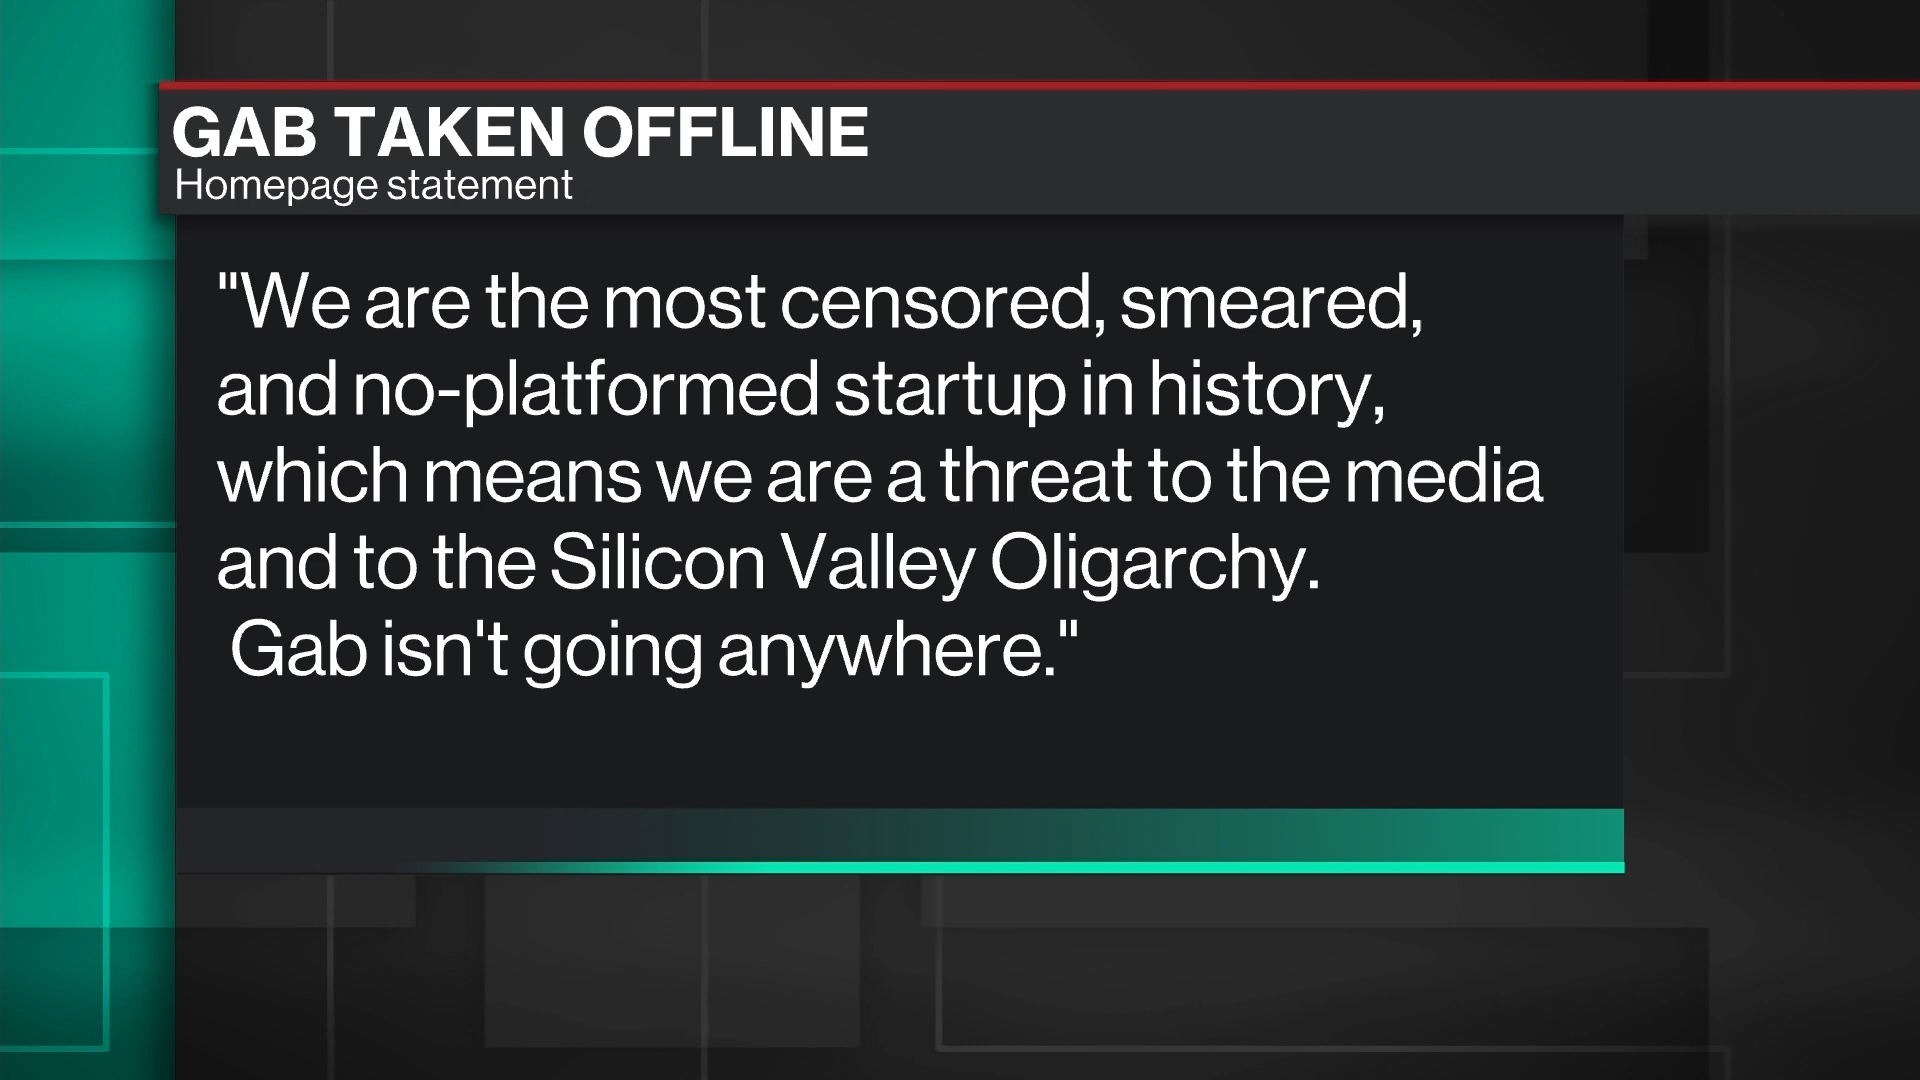 GAB TAKEN OFFLINE
Homepage statement
"We are the most censored, smeared,
and no-platformed startup in history,
which means we are a threat to the media
and to the Silicon Valley Oligarchy.
Gab isn't going anywhere."